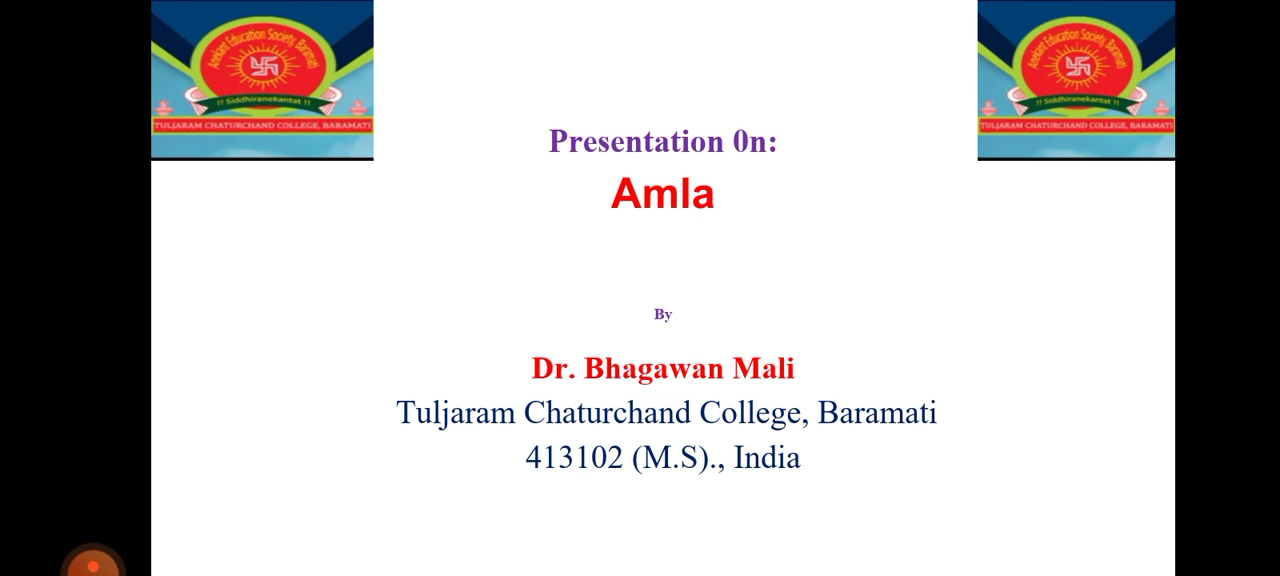 Anekant Education Society, Baramati
!! Siddhiranekantat !!
TULJARAM CHATURCHAND COLLEGE, BARAMATI
Anekant Education Society, Baramati
!! Siddhiranekantat !!
TULJARAM CHATURCHAND COLLEGE, BARAMATI
Presentation 0n:
Amla
By
Dr. Bhagawan Mali
Tuljaram Chaturchand College, Baramati
413102 (M.S)., India